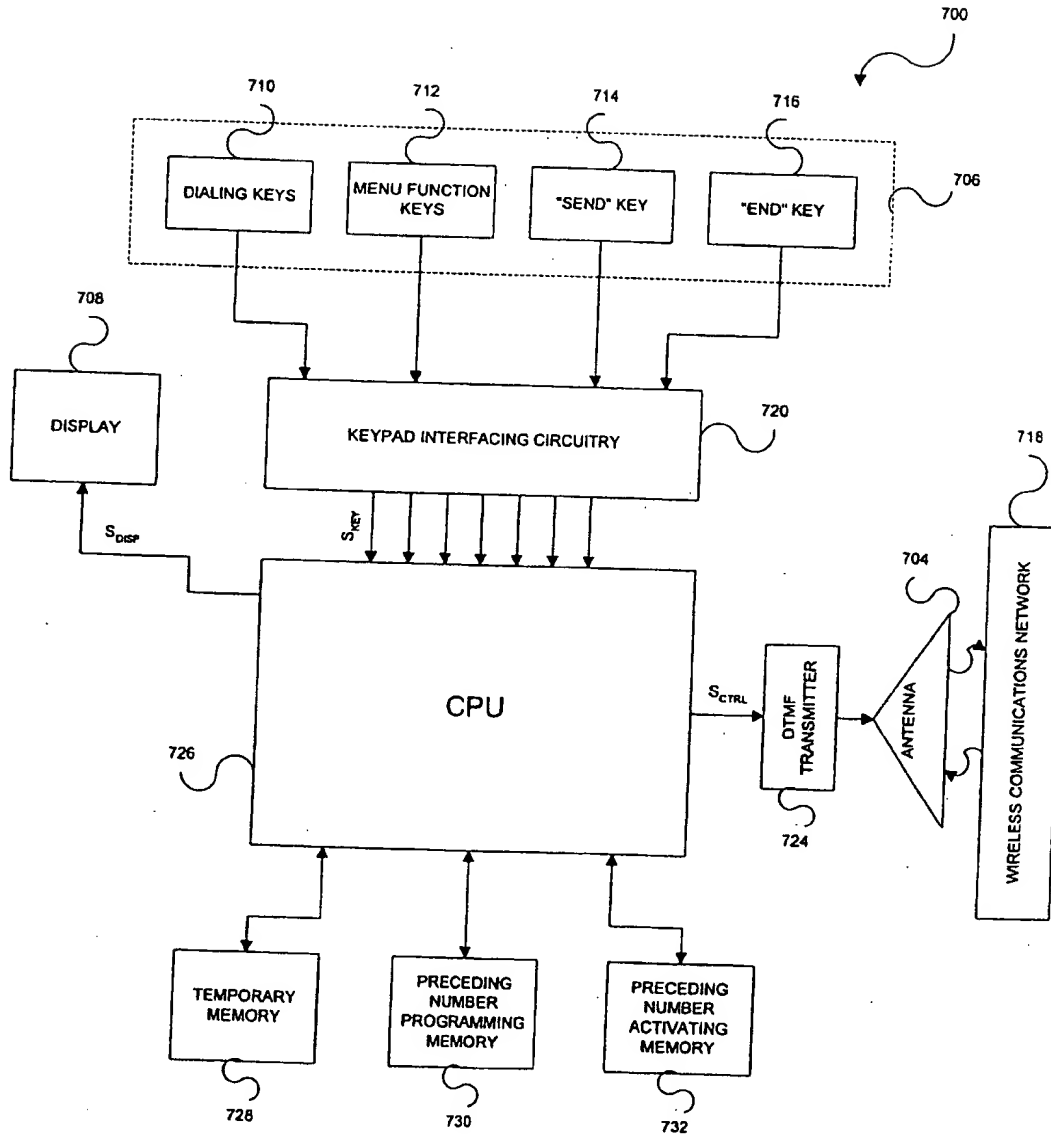 700
710
712
714
716
DIALING KEYS
MENU FUNCTION
KEYS
"SEND" KEY
"END" KEY
706
708
DISPLAY
KEYPAD INTERFACING CIRCUITRY
720
718
S_DISP
S_KEY
704
CPU
S_CTRL
DTMF
TRANSMITTER
ANTENNA
WIRELESS COMMUNICATIONS NETWORK
726
724
TEMPORARY
MEMORY
PRECEDING
NUMBER
PROGRAMMING
MEMORY
PRECEDING
NUMBER
ACTIVATING
MEMORY
728
730
732